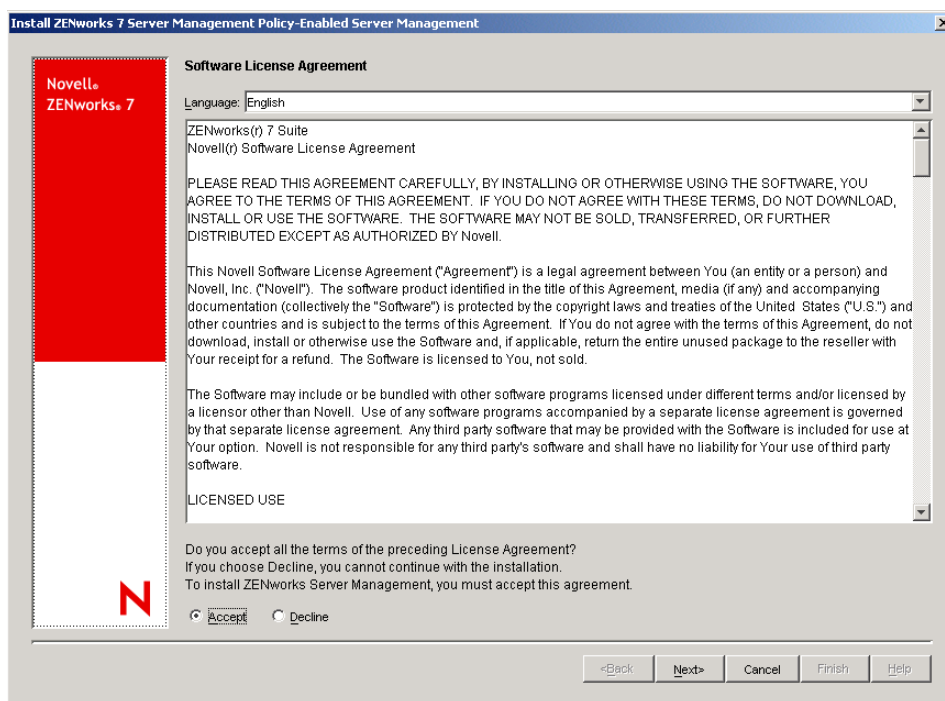 Install ZENworks 7 Server Management Policy-Enabled Server Management
Novell®
ZENworks® 7
Software License Agreement
Language: English
ZENworks(r) 7 Suite
Novell(r) Software License Agreement
PLEASE READ THIS AGREEMENT CAREFULLY, BY INSTALLING OR OTHERWISE USING THE SOFTWARE, YOU
AGREE TO THE TERMS OF THIS AGREEMENT. IF YOU DO NOT AGREE WITH THESE TERMS, DO NOT DOWNLOAD,
INSTALL OR USE THE SOFTWARE. THE SOFTWARE MAY NOT BE SOLD, TRANSFERRED, OR FURTHER
DISTRIBUTED EXCEPT AS AUTHORIZED BY Novell.
This Novell Software License Agreement ("Agreement") is a legal agreement between You (an entity or a person) and
Novell, Inc. ("Novell"). The software product identified in the title of this Agreement, media (if any) and accompanying
documentation (collectively the "Software") is protected by the copyright laws and treaties of the United States ("U.S.") and
other countries and is subject to the terms of this Agreement. If You do not agree with the terms of this Agreement, do not
download, install or otherwise use the Software and, if applicable, return the entire unused package to the reseller with
Your receipt for a refund. The Software is licensed to You, not sold.
The Software may include or be bundled with other software programs licensed under different terms and/or licensed by
a licensor other than Novell. Use of any software programs accompanied by a separate license agreement is governed
by that separate license agreement. Any third party software that may be provided with the Software is included for use at
Your option. Novell is not responsible for any third party's software and shall have no liability for Your use of third party
software.
LICENSED USE
Do you accept all the terms of the preceding License Agreement?
If you choose Decline, you cannot continue with the installation.
To install ZENworks Server Management, you must accept this agreement.
N
Accept Decline
<Back Next> Cancel Finish Help